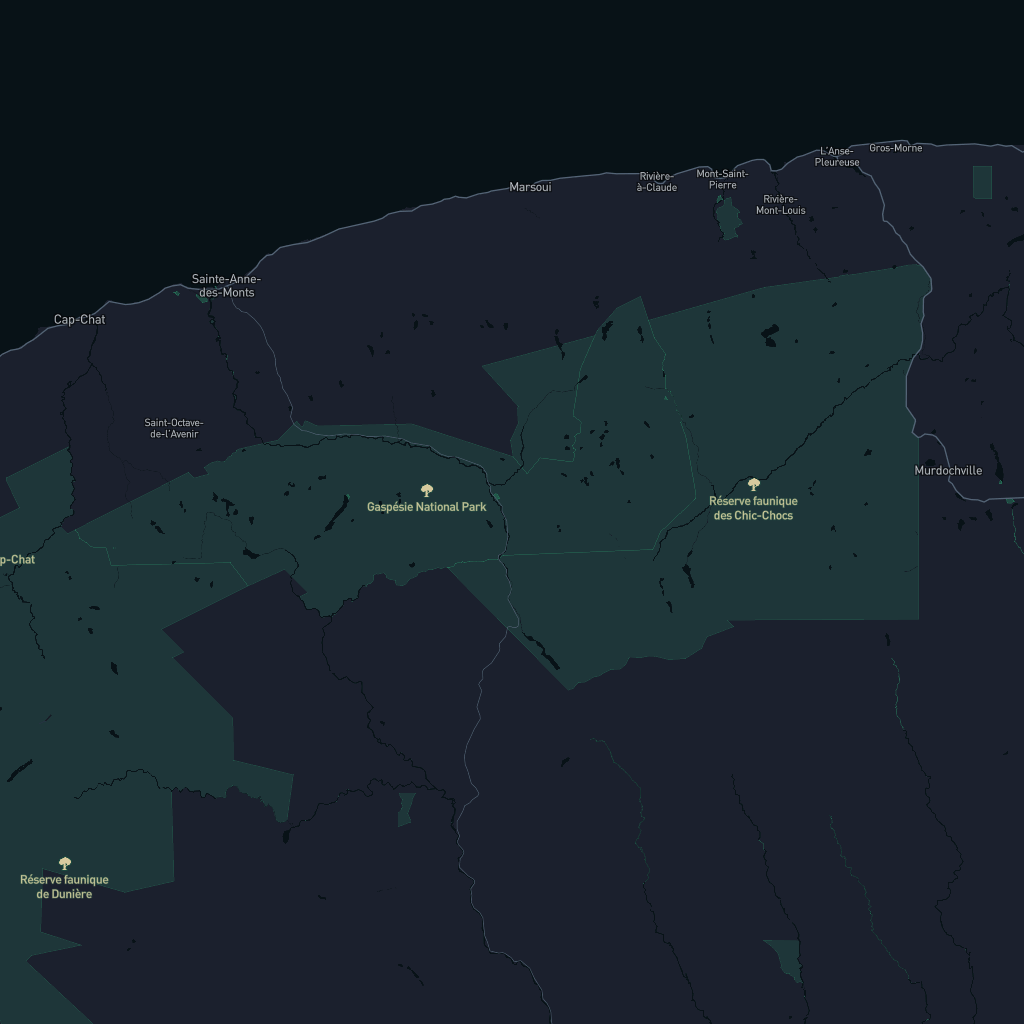 L'Anse-
Pleureuse
Gros-Morne
Rivière-
à-Claude
Mont-Saint-
Pierre
Marsoui
Rivière-
Mont-Louis
Sainte-Anne-
des-Monts
Cap-Chat
Saint-Octave-
de-l'Avenir
Murdochville
Gaspésie National Park
Réserve faunique
des Chic-Chocs
p-Chat
Réserve faunique
de Dunière